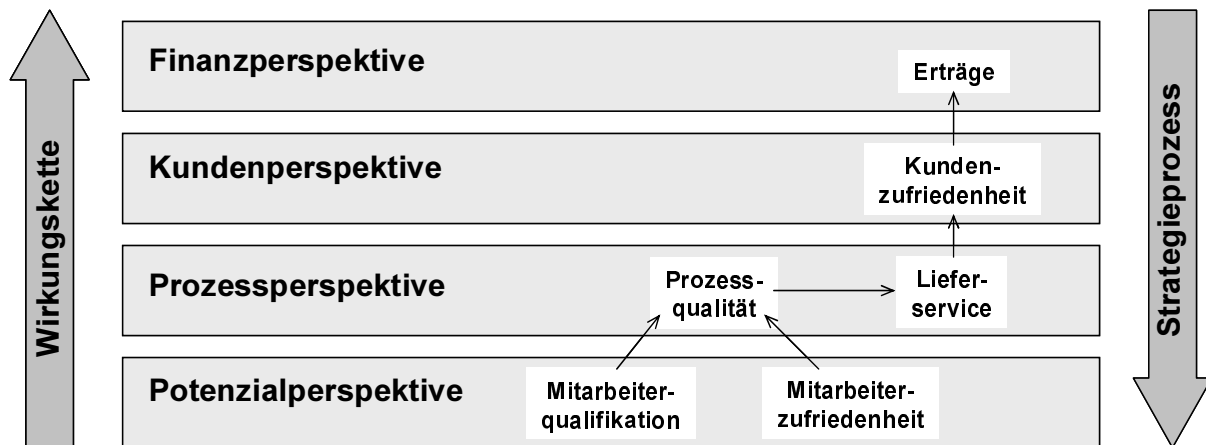 Finanzperspektive
Erträge
Kundenperspektive
Kunden-
zufriedenheit
Prozessperspektive
Prozess-
qualität
Liefer-
service
Potenzialperspektive
Mitarbeiter-
qualifikation
Mitarbeiter-
zufriedenheit
Wirkungskette
Strategieprozess